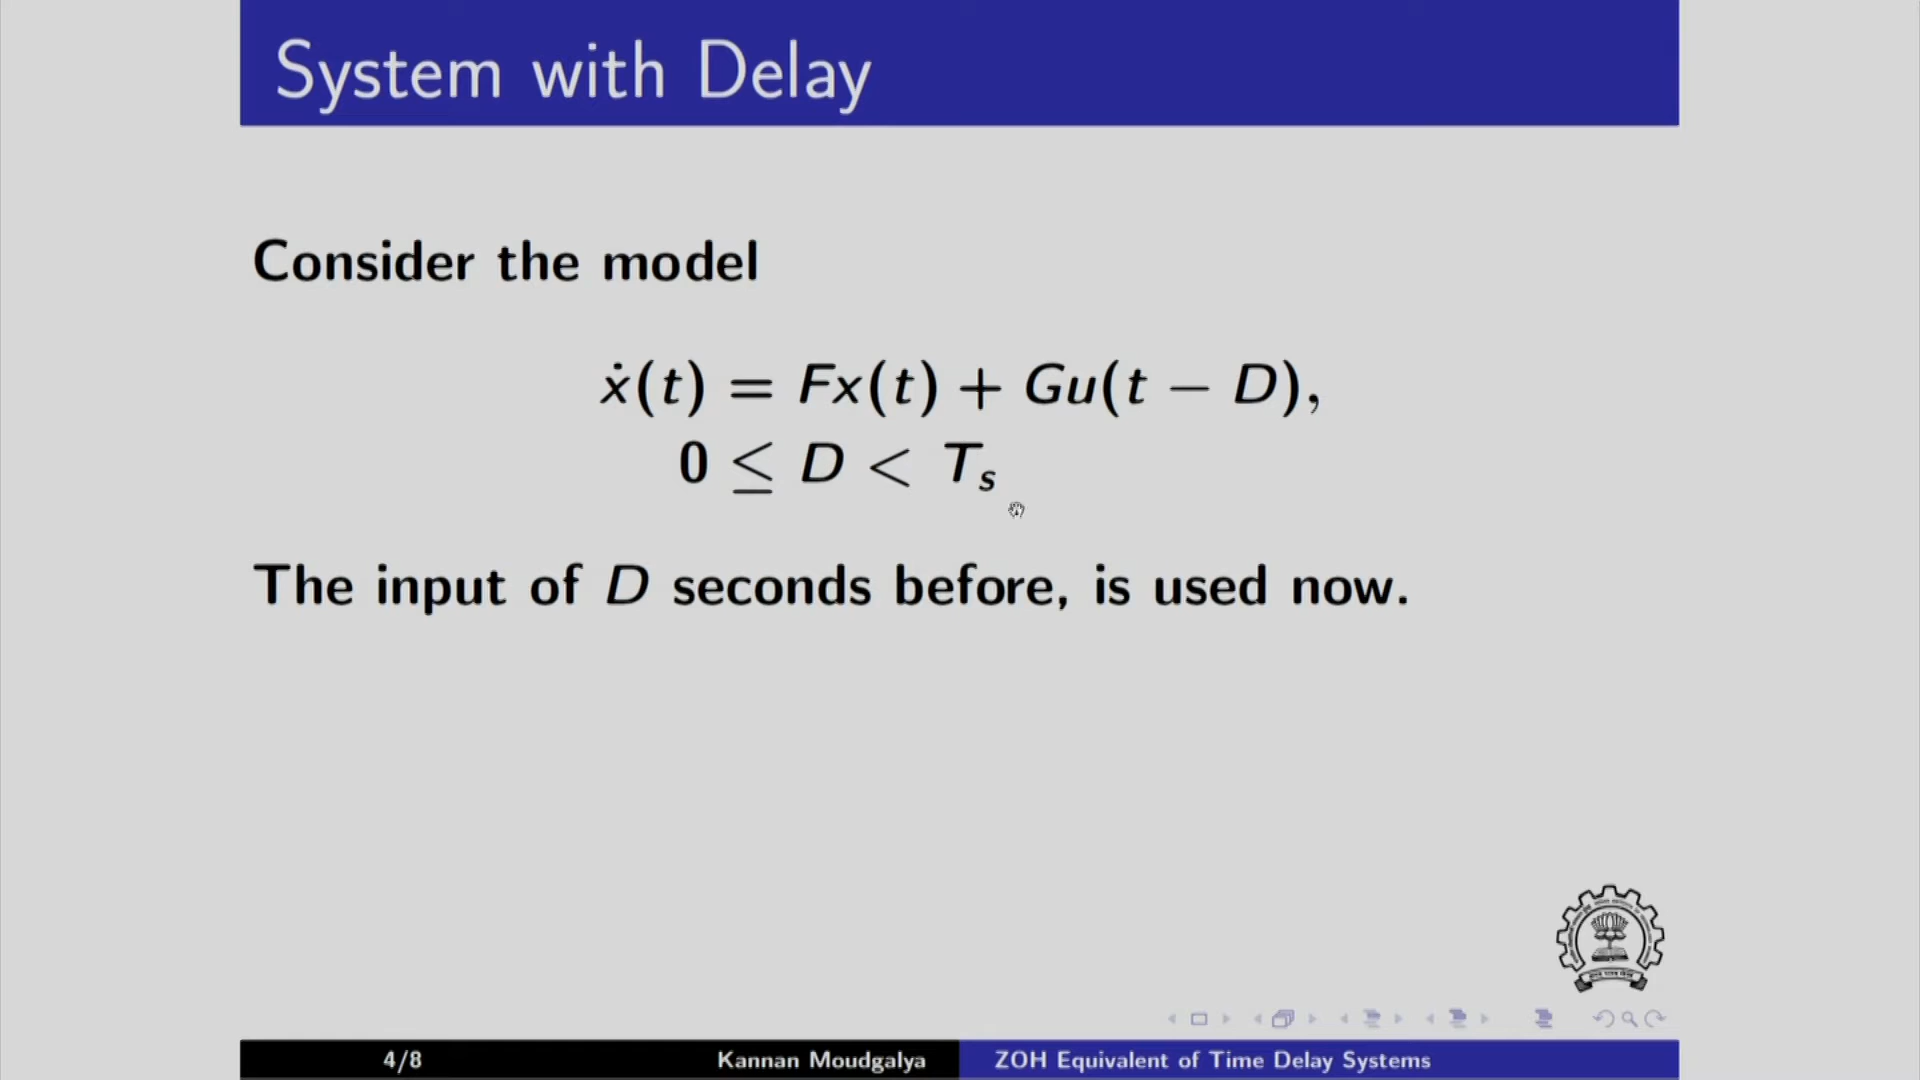 System with Delay
Consider the model
ẋ(t) = Fx(t) + Gu(t − D),
0 ≤ D < Tₛ
The input of D seconds before, is used now.
4/8 Kannan Moudgalya ZOH Equivalent of Time Delay Systems